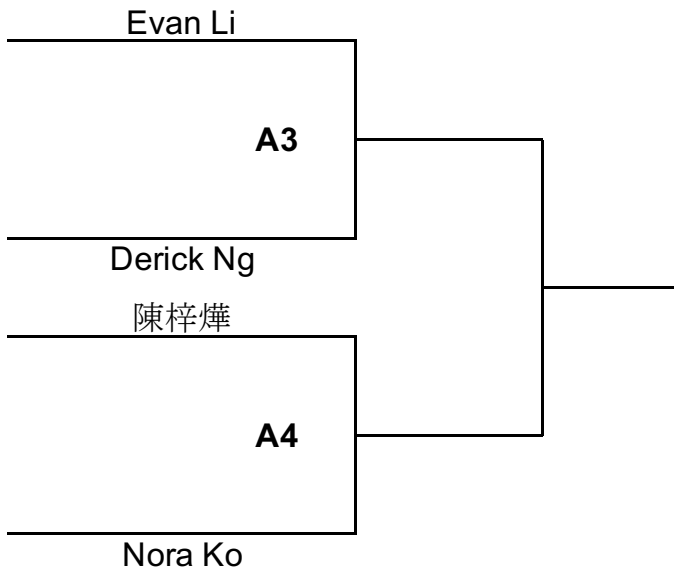 Evan Li
A3
Derick Ng
陳梓燁
A4
Nora Ko